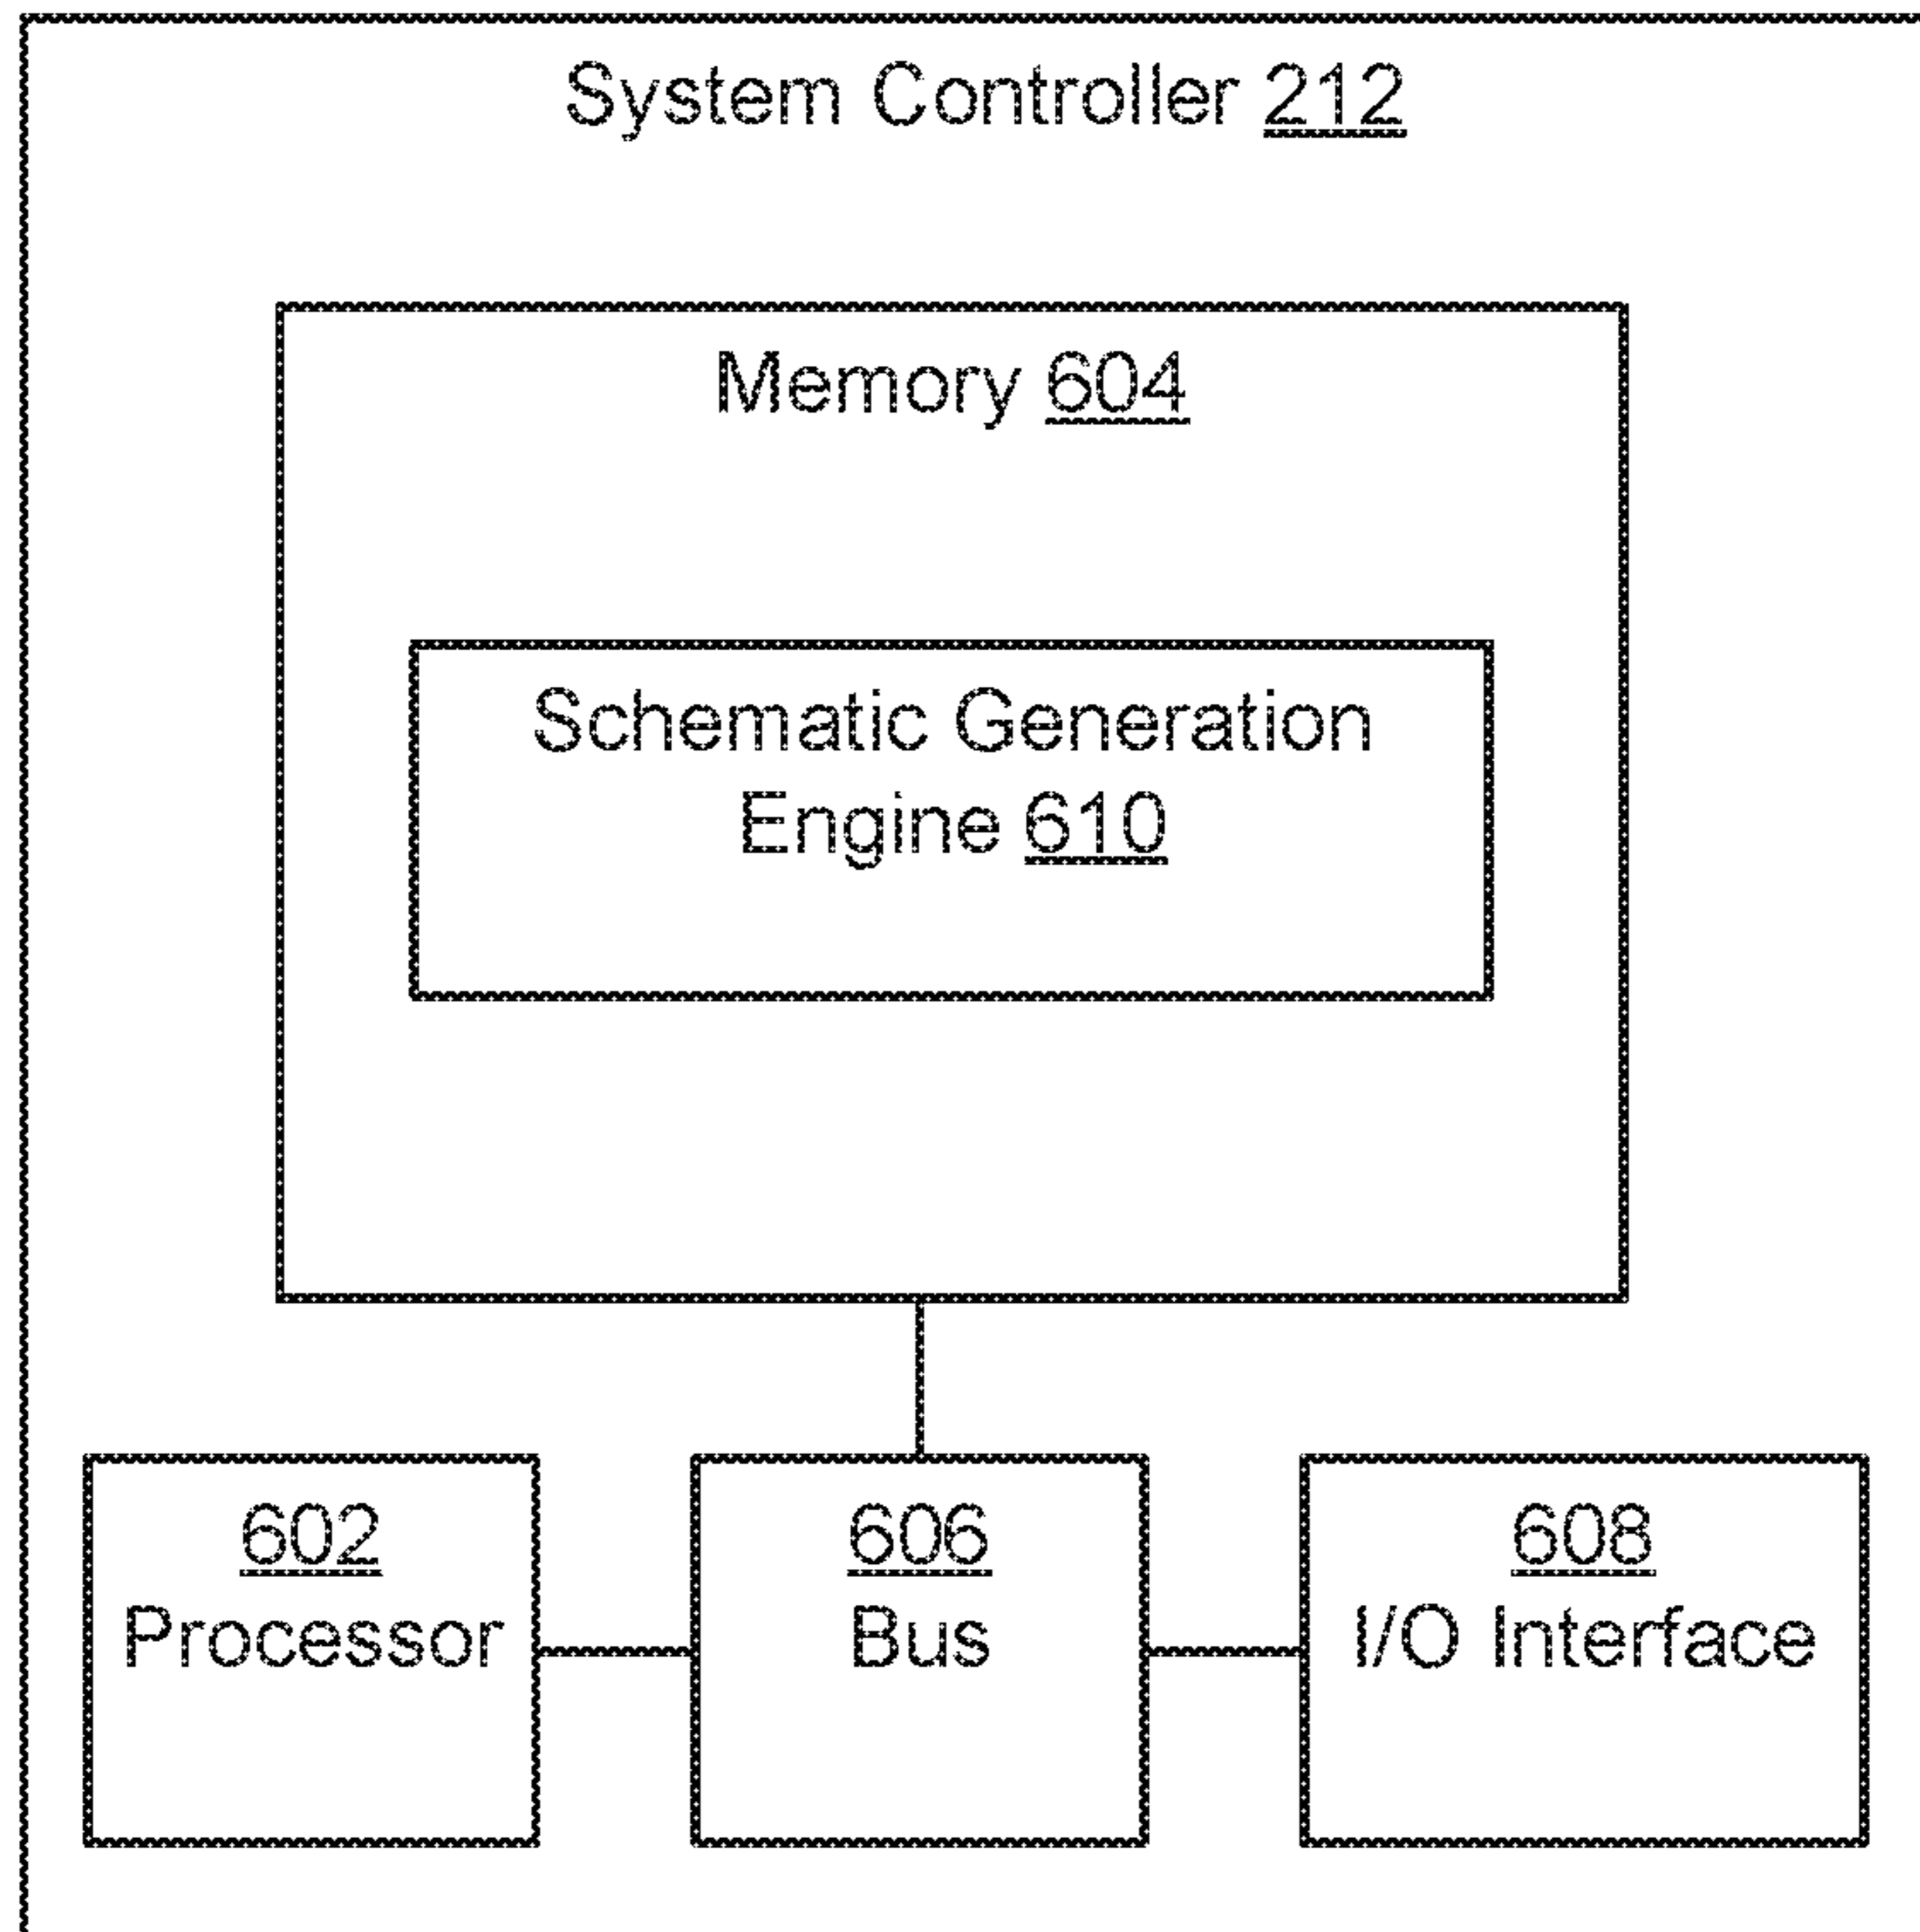 System Controller 212
Memory 604
Schematic Generation
Engine 610
602
Processor
606
Bus
608
I/O Interface